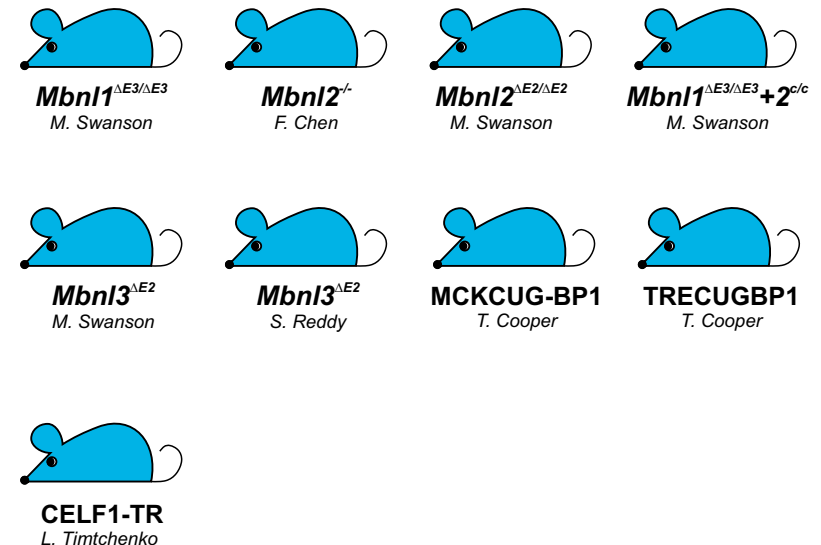 Mbnl1ΔE3/ΔE3 Mbnl2-/- Mbnl2ΔE2/ΔE2 Mbnl1ΔE3/ΔE3+2c/c
M. Swanson F. Chen M. Swanson M. Swanson
Mbnl3ΔE2 Mbnl3ΔE2 MCKCUG-BP1 TRECUGBP1
M. Swanson S. Reddy T. Cooper T. Cooper
CELF1-TR
L. Timtchenko